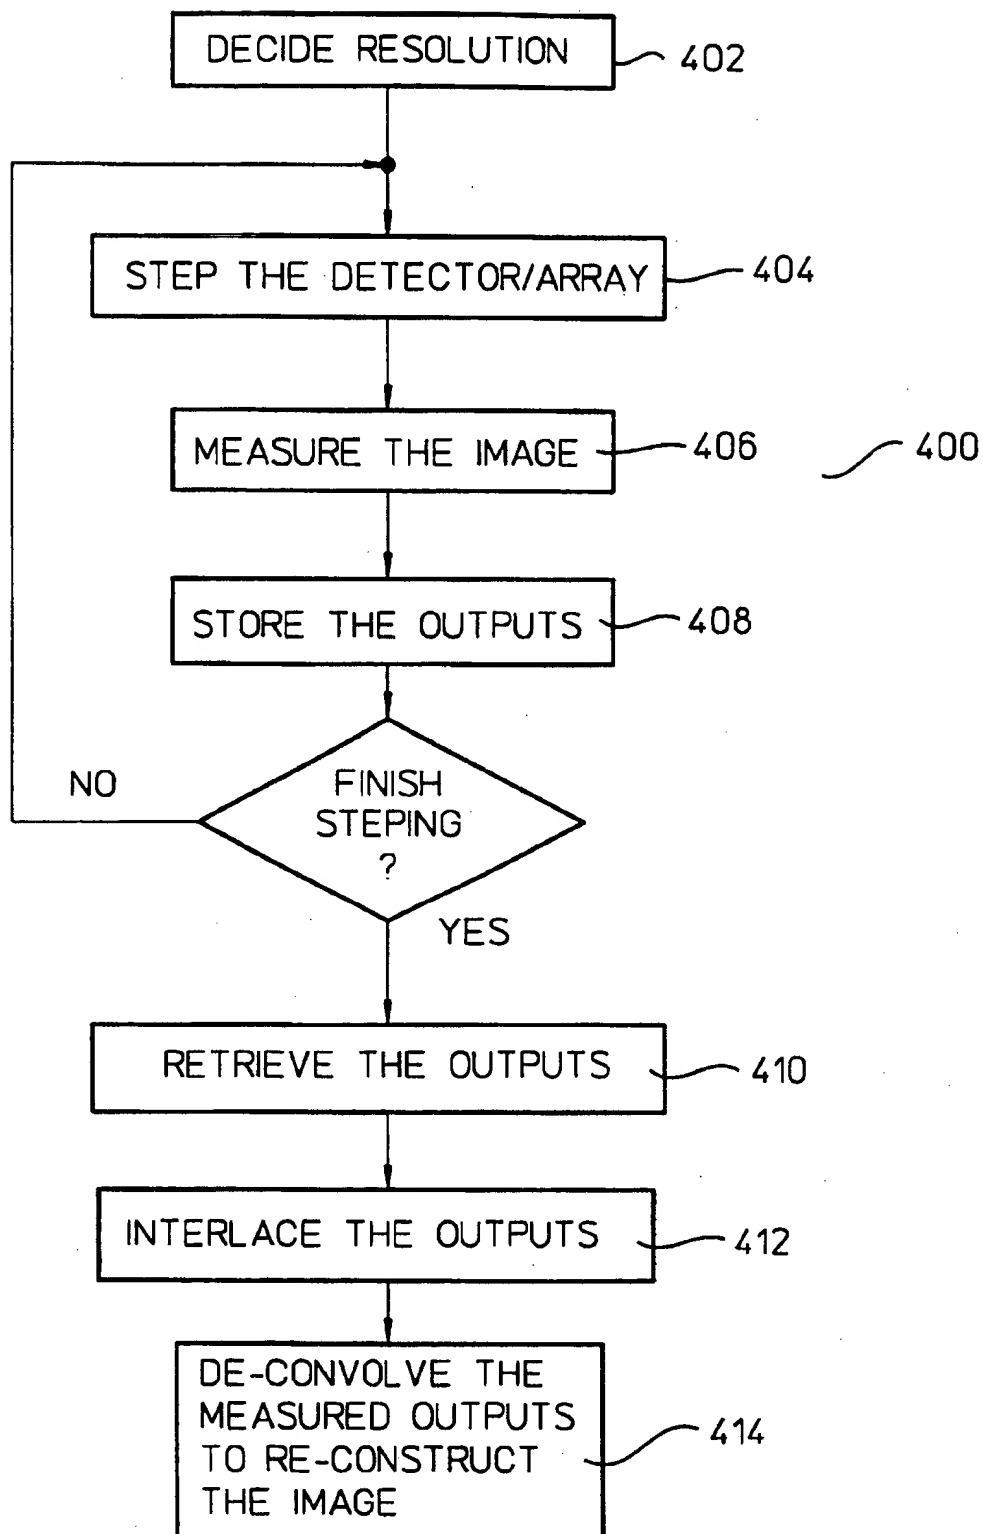 DECIDE RESOLUTION
402
STEP THE DETECTOR/ARRAY
404
MEASURE THE IMAGE
406
400
STORE THE OUTPUTS
408
NO
FINISH
STEPING
?
YES
RETRIEVE THE OUTPUTS
410
INTERLACE THE OUTPUTS
412
DE-CONVOLVE THE
MEASURED OUTPUTS
TO RE-CONSTRUCT
THE IMAGE
414